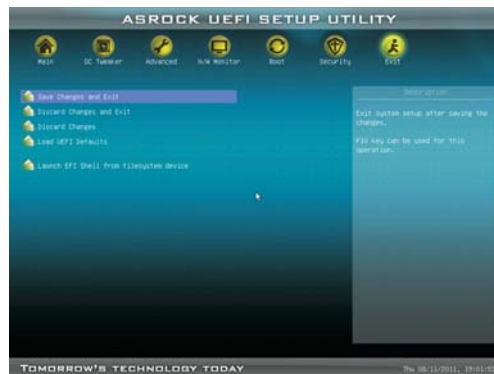 ASROCK UEFI SETUP UTILITY
Main
OC Tweaker
Advanced
H/W Monitor
Boot
Security
Exit
Save Changes and Exit
Discard Changes and Exit
Discard Changes
Load UEFI Defaults
Launch EFI Shell from filesystem device
Description
Exit system setup after saving the
changes.
F10 key can be used for this
operation.
TOMORROW'S TECHNOLOGY TODAY
Thu 08/11/2011,